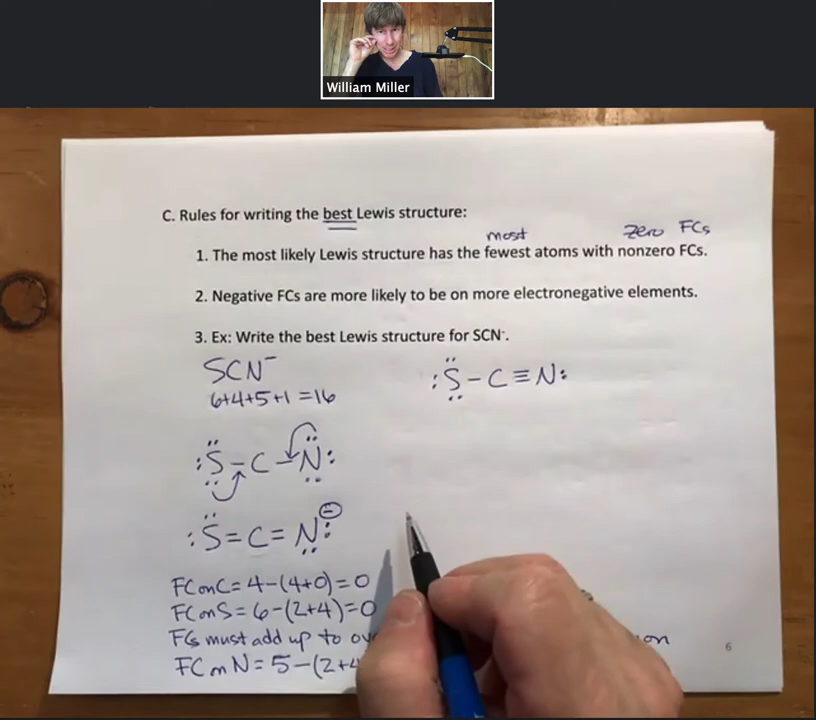 William Miller
C. Rules for writing the best Lewis structure:
most zero FCs
1. The most likely Lewis structure has the fewest atoms with nonzero FCs.
2. Negative FCs are more likely to be on more electronegative elements.
3. Ex: Write the best Lewis structure for SCN⁻.
SCN⁻
6+4+5+1=16
:S̤̈-C≡N:
:S̤̈-C-N̤̈:
:S̈=C=N̤: ⊖
FC on C=4-(4+0)=0
FC on S=6-(2+4)=0
FCs must add up to
FC on N=5-(2+4
6